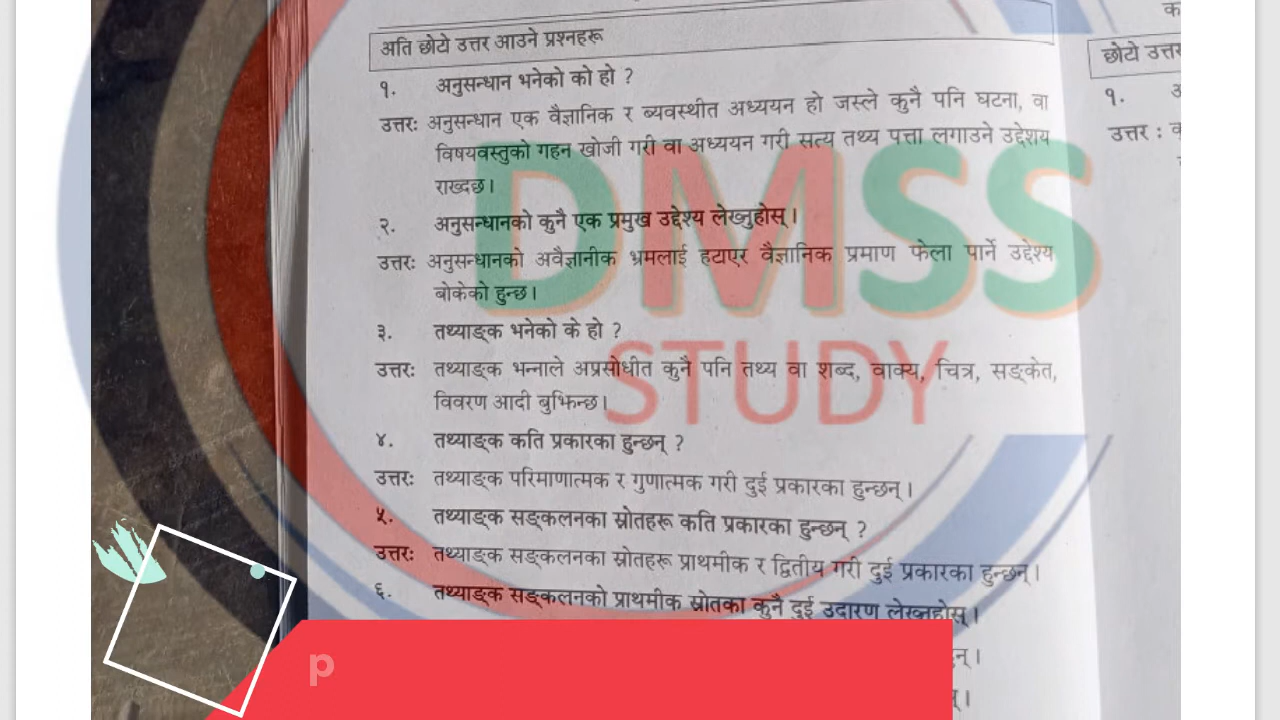 अति छोटो उत्तर आउने प्रश्नहरू
१. अनुसन्धान भनेको को हो ?
उत्तरः अनुसन्धान एक वैज्ञानिक र ब्यवस्थीत अध्ययन हो जस्ले कुनै पनि घटना, वा
विषयवस्तुको गहन खोजी गरी वा अध्ययन गरी सत्य तथ्य पत्ता लगाउने उद्देशय
राख्दछ।
२. अनुसन्धानको कुनै एक प्रमुख उद्देश्य लेख्नुहोस्।
उत्तरः अनुसन्धानको अवैज्ञानीक भ्रमलाई हटाएर वैज्ञानिक प्रमाण फेला पार्ने उद्देश्य
बोकेको हुन्छ।
३. तथ्याङ्क भनेको के हो ?
उत्तरः तथ्याङ्क भन्नाले अप्रसोधीत कुनै पनि तथ्य वा शब्द, वाक्य, चित्र, सङ्केत,
विवरण आदी बुझिन्छ।
४. तथ्याङ्क कति प्रकारका हुन्छन् ?
उत्तरः तथ्याङ्क परिमाणात्मक र गुणात्मक गरी दुई प्रकारका हुन्छन्।
५. तथ्याङ्क सङ्कलनका स्रोतहरू कति प्रकारका हुन्छन् ?
उत्तरः तथ्याङ्क सङ्कलनका स्रोतहरू प्राथमीक र द्वितीय गरी दुई प्रकारका हुन्छन्।
६. तथ्याङ्क सङ्कलनको प्राथमीक स्रोतका कुनै दुई उदारण लेख्नुहोस्।
छोटो उत्तर
१.
उत्तर :
DMSS
STUDY
p